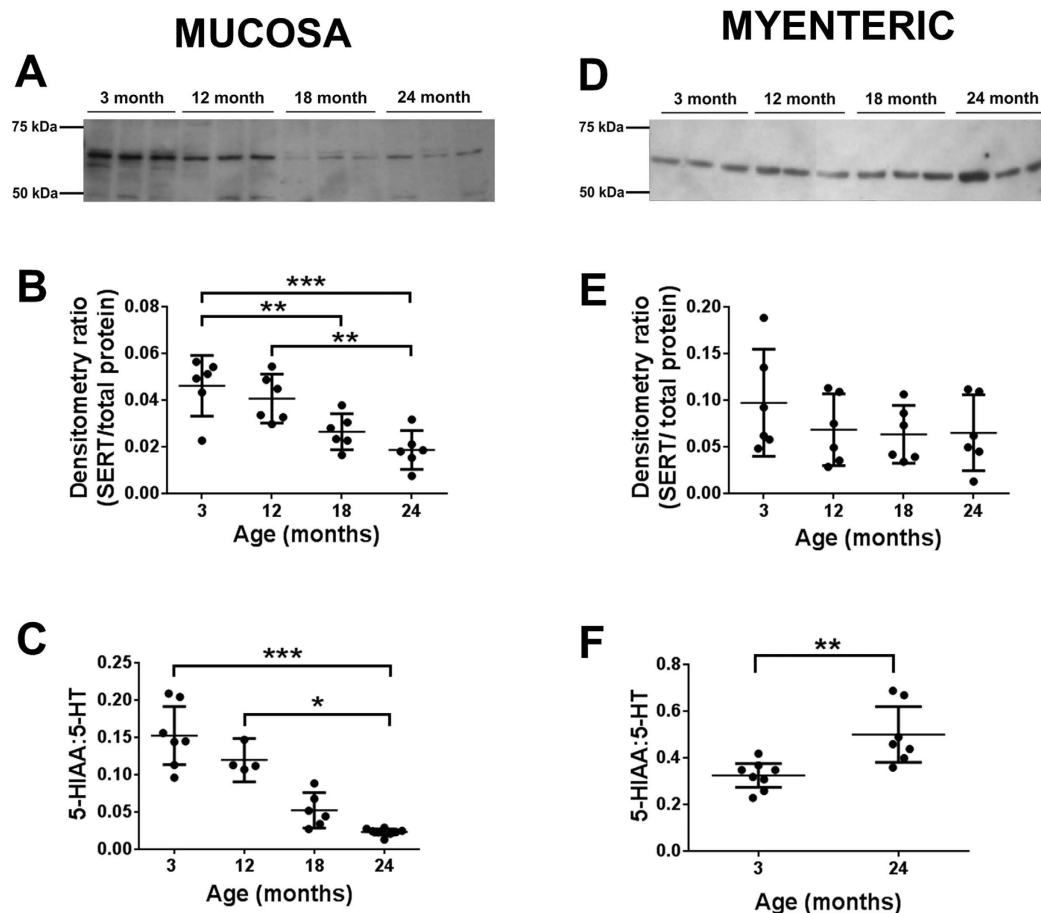 MUCOSA
MYENTERIC
A
3 month 12 month 18 month 24 month
75 kDa
50 kDa
D
3 month 12 month 18 month 24 month
75 kDa
50 kDa
B
Densitometry ratio
(SERT/total protein)
0.08
0.06
0.04
0.02
0.00
***
**
**
3 12 18 24
Age (months)
E
Densitometry ratio
(SERT/ total protein)
0.20
0.15
0.10
0.05
0.00
3 12 18 24
Age (months)
C
5-HIAA:5-HT
0.25
0.20
0.15
0.10
0.05
0.00
***
*
3 12 18 24
Age (months)
F
5-HIAA:5-HT
0.8
0.6
0.4
0.2
0.0
**
3 24
Age (months)